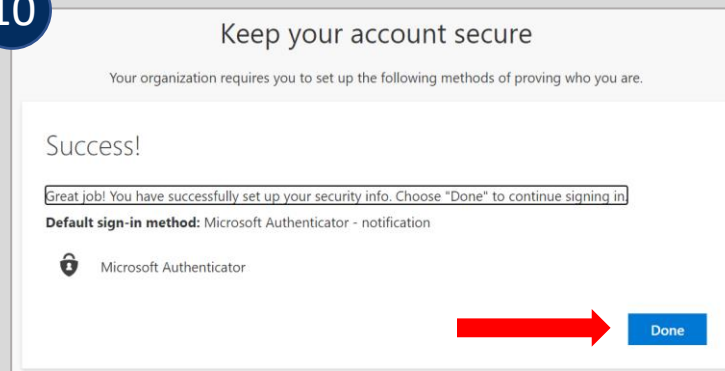 10
Keep your account secure
Your organization requires you to set up the following methods of proving who you are.
Success!
Great job! You have successfully set up your security info. Choose "Done" to continue signing in.
Default sign-in method: Microsoft Authenticator - notification
Microsoft Authenticator
Done